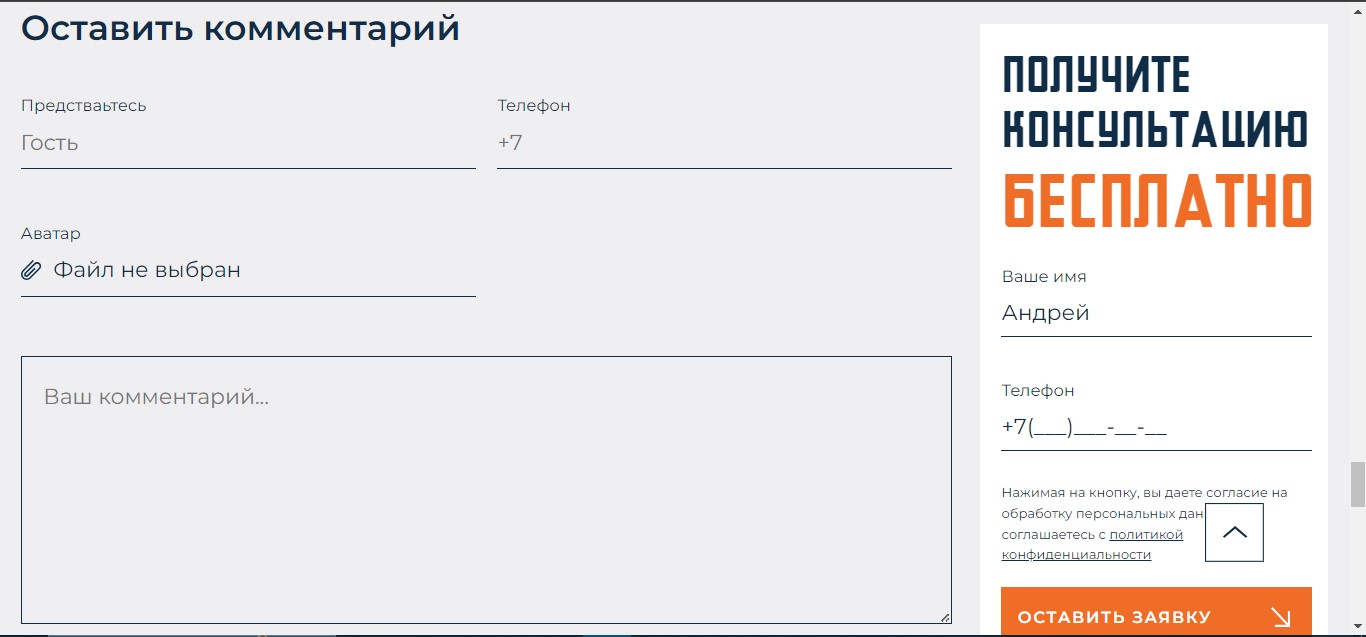 Оставить комментарий
Предстваьтесь
Гость
Телефон
+7
Аватар
Файл не выбран
Ваш комментарий...
ПОЛУЧИТЕ
КОНСУЛЬТАЦИЮ
БЕСПЛАТНО
Ваше имя
Андрей
Телефон
+7(___)___-__-__
Нажимая на кнопку, вы даете согласие на
обработку персональных дан
соглашаетесь с политикой
конфиденциальности
ОСТАВИТЬ ЗАЯВКУ